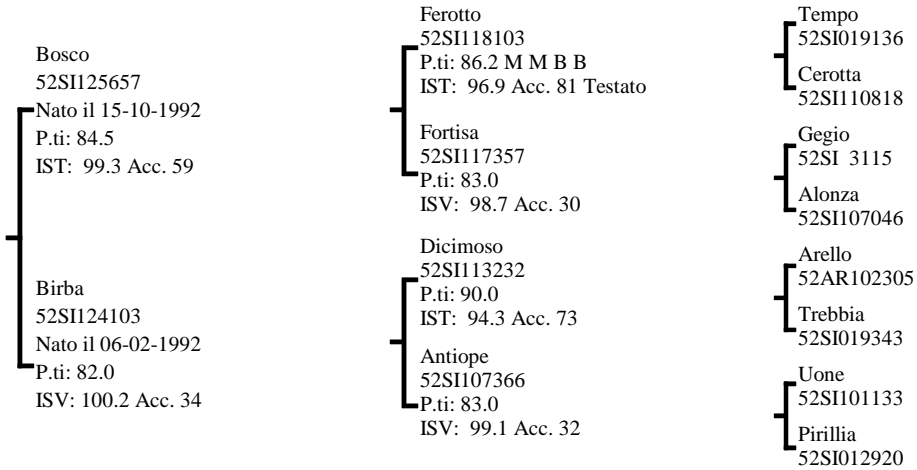 Bosco
52SI125657
Nato il 15-10-1992
P.ti: 84.5
IST: 99.3 Acc. 59
Birba
52SI124103
Nato il 06-02-1992
P.ti: 82.0
ISV: 100.2 Acc. 34
Ferotto
52SI118103
P.ti: 86.2 M M B B
IST: 96.9 Acc. 81 Testato
Fortisa
52SI117357
P.ti: 83.0
ISV: 98.7 Acc. 30
Dicimoso
52SI113232
P.ti: 90.0
IST: 94.3 Acc. 73
Antiope
52SI107366
P.ti: 83.0
ISV: 99.1 Acc. 32
Tempo
52SI019136
Cerotta
52SI110818
Gegio
52SI 3115
Alonza
52SI107046
Arello
52AR102305
Trebbia
52SI019343
Uone
52SI101133
Pirillia
52SI012920